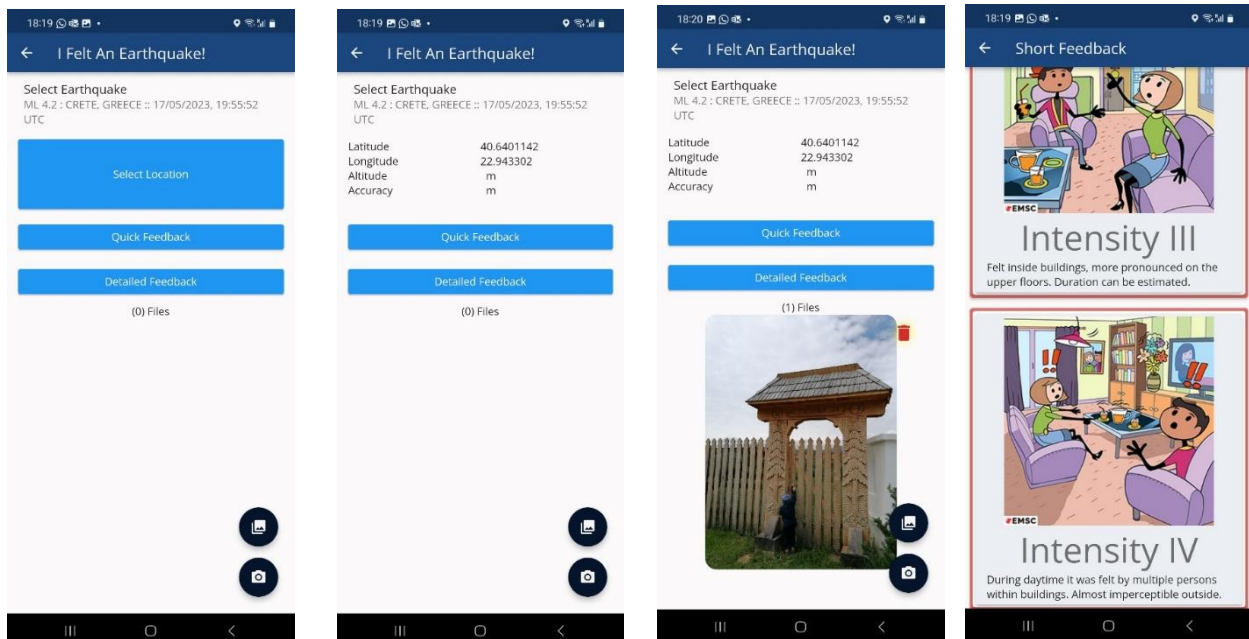 18:19
I Felt An Earthquake!
Select Earthquake
ML 4.2 : CRETE, GREECE :: 17/05/2023, 19:55:52
UTC
Select Location
Quick Feedback
Detailed Feedback
(0) Files
18:19
I Felt An Earthquake!
Select Earthquake
ML 4.2 : CRETE, GREECE :: 17/05/2023, 19:55:52
UTC
Latitude 40.6401142
Longitude 22.943302
Altitude m
Accuracy m
Quick Feedback
Detailed Feedback
(0) Files
18:20
I Felt An Earthquake!
Select Earthquake
ML 4.2 : CRETE, GREECE :: 17/05/2023, 19:55:52
UTC
Latitude 40.6401142
Longitude 22.943302
Altitude m
Accuracy m
Quick Feedback
Detailed Feedback
(1) Files
18:19
Short Feedback
EMSC
Intensity III
Felt inside buildings, more pronounced on the
upper floors. Duration can be estimated.
!! !!
EMSC
Intensity IV
During daytime it was felt by multiple persons
within buildings. Almost imperceptible outside.